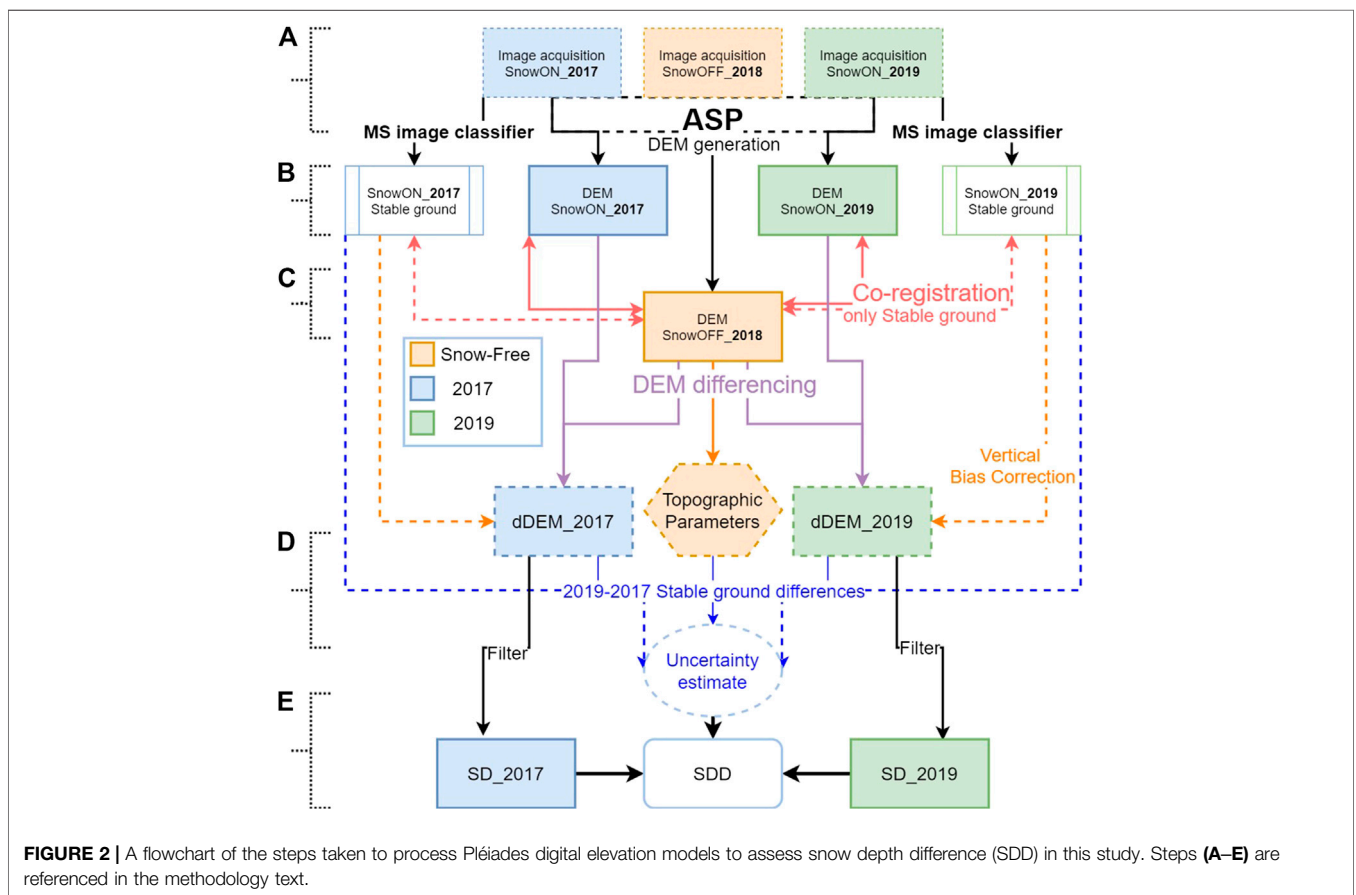 A
Image acquisition
SnowON_2017
Image acquisition
SnowOFF_2018
Image acquisition
SnowON_2019
MS image classifier
ASP
DEM generation
MS image classifier
B
SnowON_2017
Stable ground
DEM
SnowON_2017
DEM
SnowON_2019
SnowON_2019
Stable ground
C
Co-registration
only Stable ground
DEM
SnowOFF_2018
Snow-Free
2017
2019
DEM differencing
Vertical
Bias Correction
dDEM_2017
Topographic
Parameters
dDEM_2019
D
2019-2017 Stable ground differences
Filter
Filter
Uncertainty
estimate
E
SD_2017
SDD
SD_2019
FIGURE 2 | A flowchart of the steps taken to process Pléiades digital elevation models to assess snow depth difference (SDD) in this study. Steps (A–E) are
referenced in the methodology text.